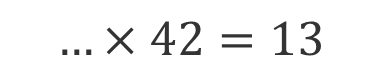 ... × 42 = 13